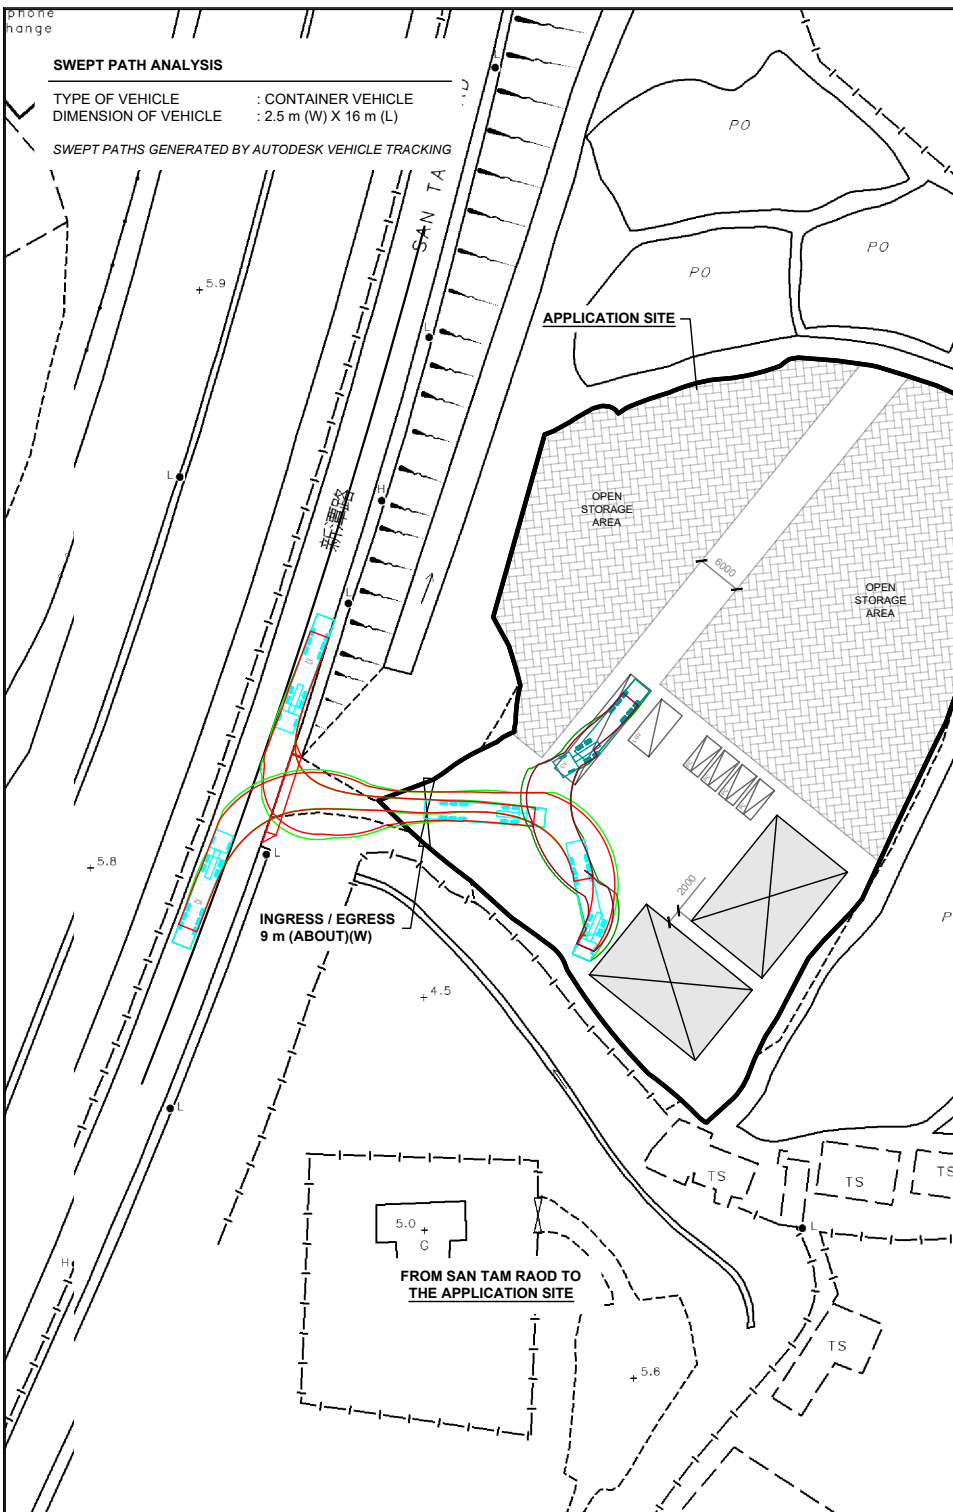 phone
hange
SWEPT PATH ANALYSIS
TYPE OF VEHICLE : CONTAINER VEHICLE
DIMENSION OF VEHICLE : 2.5 m (W) X 16 m (L)
SWEPT PATHS GENERATED BY AUTODESK VEHICLE TRACKING
L
D
SAN TA
PO
PO
PO
5.9
APPLICATION SITE
L
L
H
新潭路
OPEN
STORAGE
AREA
6000
OPEN
STORAGE
AREA
L
5.8
L
2000
INGRESS / EGRESS
9 m (ABOUT)(W)
P
4.5
L
TS
TS
TS
5.0
G
L
H
FROM SAN TAM RAOD TO
THE APPLICATION SITE
TS
5.6